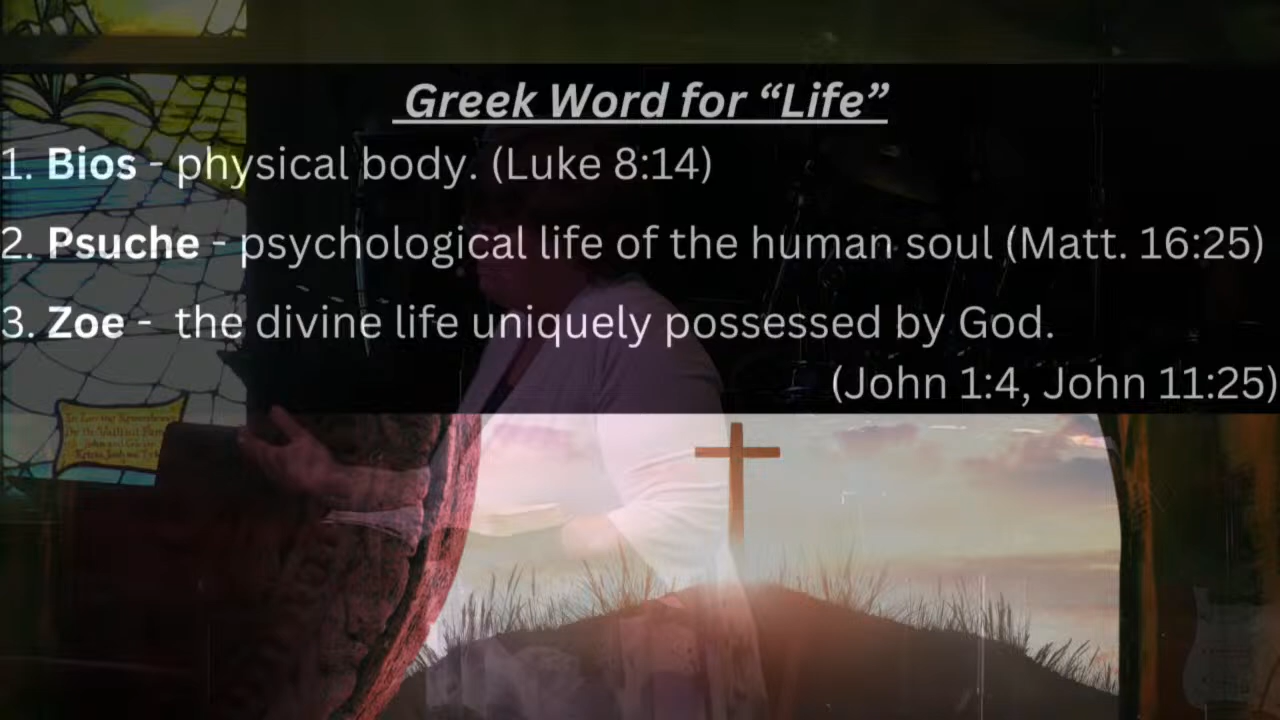 Greek Word for “Life”
1. Bios - physical body. (Luke 8:14)
2. Psuche - psychological life of the human soul (Matt. 16:25)
3. Zoe - the divine life uniquely possessed by God.
(John 1:4, John 11:25)